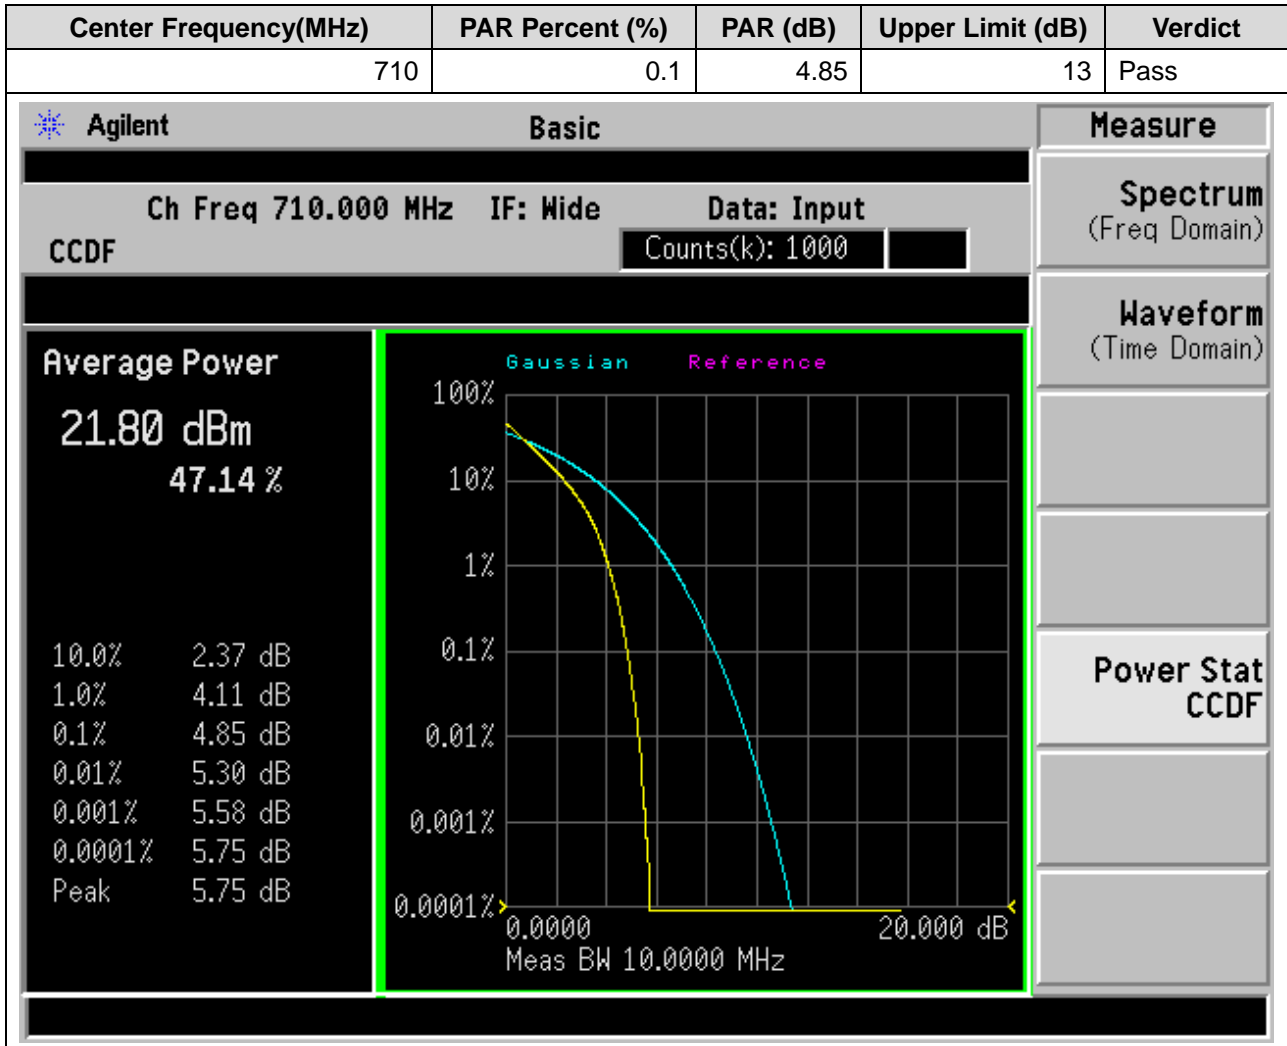 Center Frequency(MHz) PAR Percent (%) PAR (dB) Upper Limit (dB) Verdict
710 0.1 4.85 13 Pass
Agilent Basic Measure
Ch Freq 710.000 MHz IF: Wide Data: Input
CCDF Counts(k): 1000
Average Power
21.80 dBm
47.14 %
10.0% 2.37 dB
1.0% 4.11 dB
0.1% 4.85 dB
0.01% 5.30 dB
0.001% 5.58 dB
0.0001% 5.75 dB
Peak 5.75 dB
Gaussian Reference
100%
10%
1%
0.1%
0.01%
0.001%
0.0001%
0.0000 20.000 dB
Meas BW 10.0000 MHz
Spectrum
(Freq Domain)
Waveform
(Time Domain)
Power Stat
CCDF